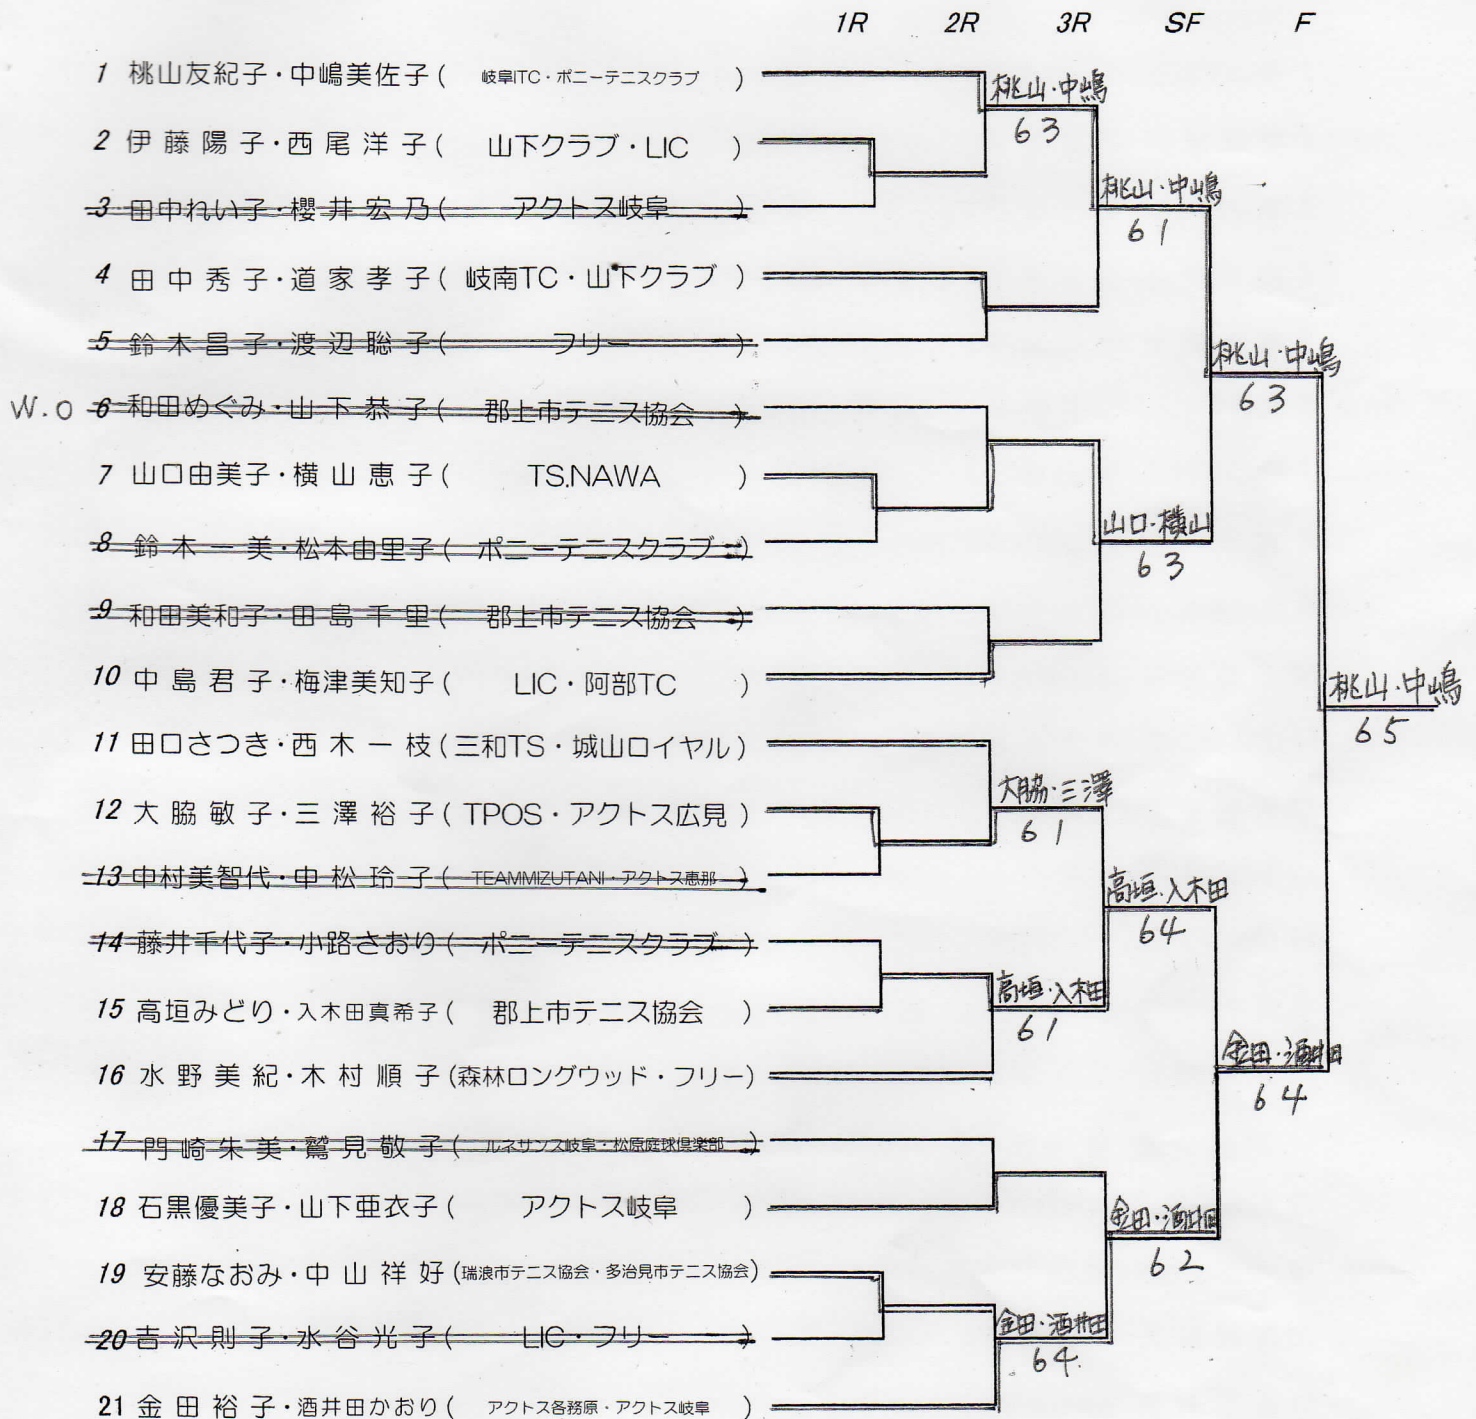 1R 2R 3R SF F
1 桃山友紀子・中嶋美佐子( 岐阜ITC・ポニーテニスクラブ )
桃山・中嶋
63
2 伊藤陽子・西尾洋子( 山下クラブ・LIC )
3 田中れい子・櫻井宏乃( アクトス岐阜 )
桃山・中嶋
61
4 田中秀子・道家孝子( 岐南TC・山下クラブ )
5 鈴木昌子・渡辺聡子( フリー )
桃山・中嶋
63
W.O 6 和田めぐみ・山下恭子( 郡上市テニス協会 )
7 山口由美子・横山恵子( TS.NAWA )
8 鈴木一美・松本由里子( ポニーテニスクラブ )
山口・横山
63
9 和田美和子・田島千里( 郡上市テニス協会 )
10 中島君子・梅津美知子( LIC・阿部TC )
桃山・中嶋
65
11 田口さつき・西木一枝(三和TS・城山ロイヤル)
12 大脇敏子・三澤裕子( TPOS・アクトス広見 )
大脇・三澤
61
13 中村美智代・中松玲子( TEAMMIZUTANI・アクトス恵那 )
高垣・入木田
64
14 藤井千代子・小路さおり( ポニーテニスクラブ )
15 高垣みどり・入木田真希子( 郡上市テニス協会 )
高垣・入木田
61
16 水野美紀・木村順子(森林ロングウッド・フリー)
金田・酒井田
64
17 門崎朱美・鷲見敬子( ルネサンス岐阜・松原庭球倶楽部 )
18 石黒優美子・山下亜衣子( アクトス岐阜 )
金田・酒井田
62
19 安藤なおみ・中山祥好(瑞浪市テニス協会・多治見市テニス協会)
20 吉沢則子・水谷光子( LIC・フリー )
金田・酒井田
64.
21 金田裕子・酒井田かおり( アクトス各務原・アクトス岐阜 )